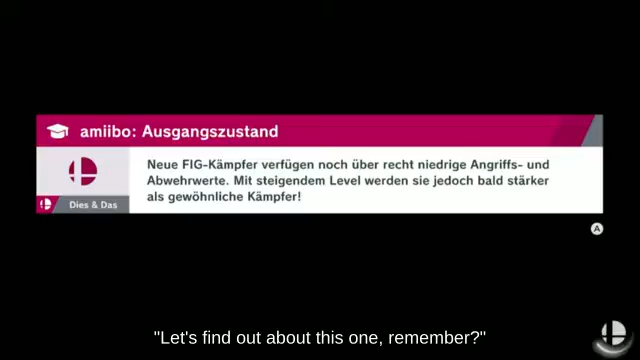 amiibo: Ausgangszustand
Neue FIG-Kämpfer verfügen noch über recht niedrige Angriffs- und
Abwehrwerte. Mit steigendem Level werden sie jedoch bald stärker
als gewöhnliche Kämpfer!
Dies & Das
A
"Let's find out about this one, remember?"